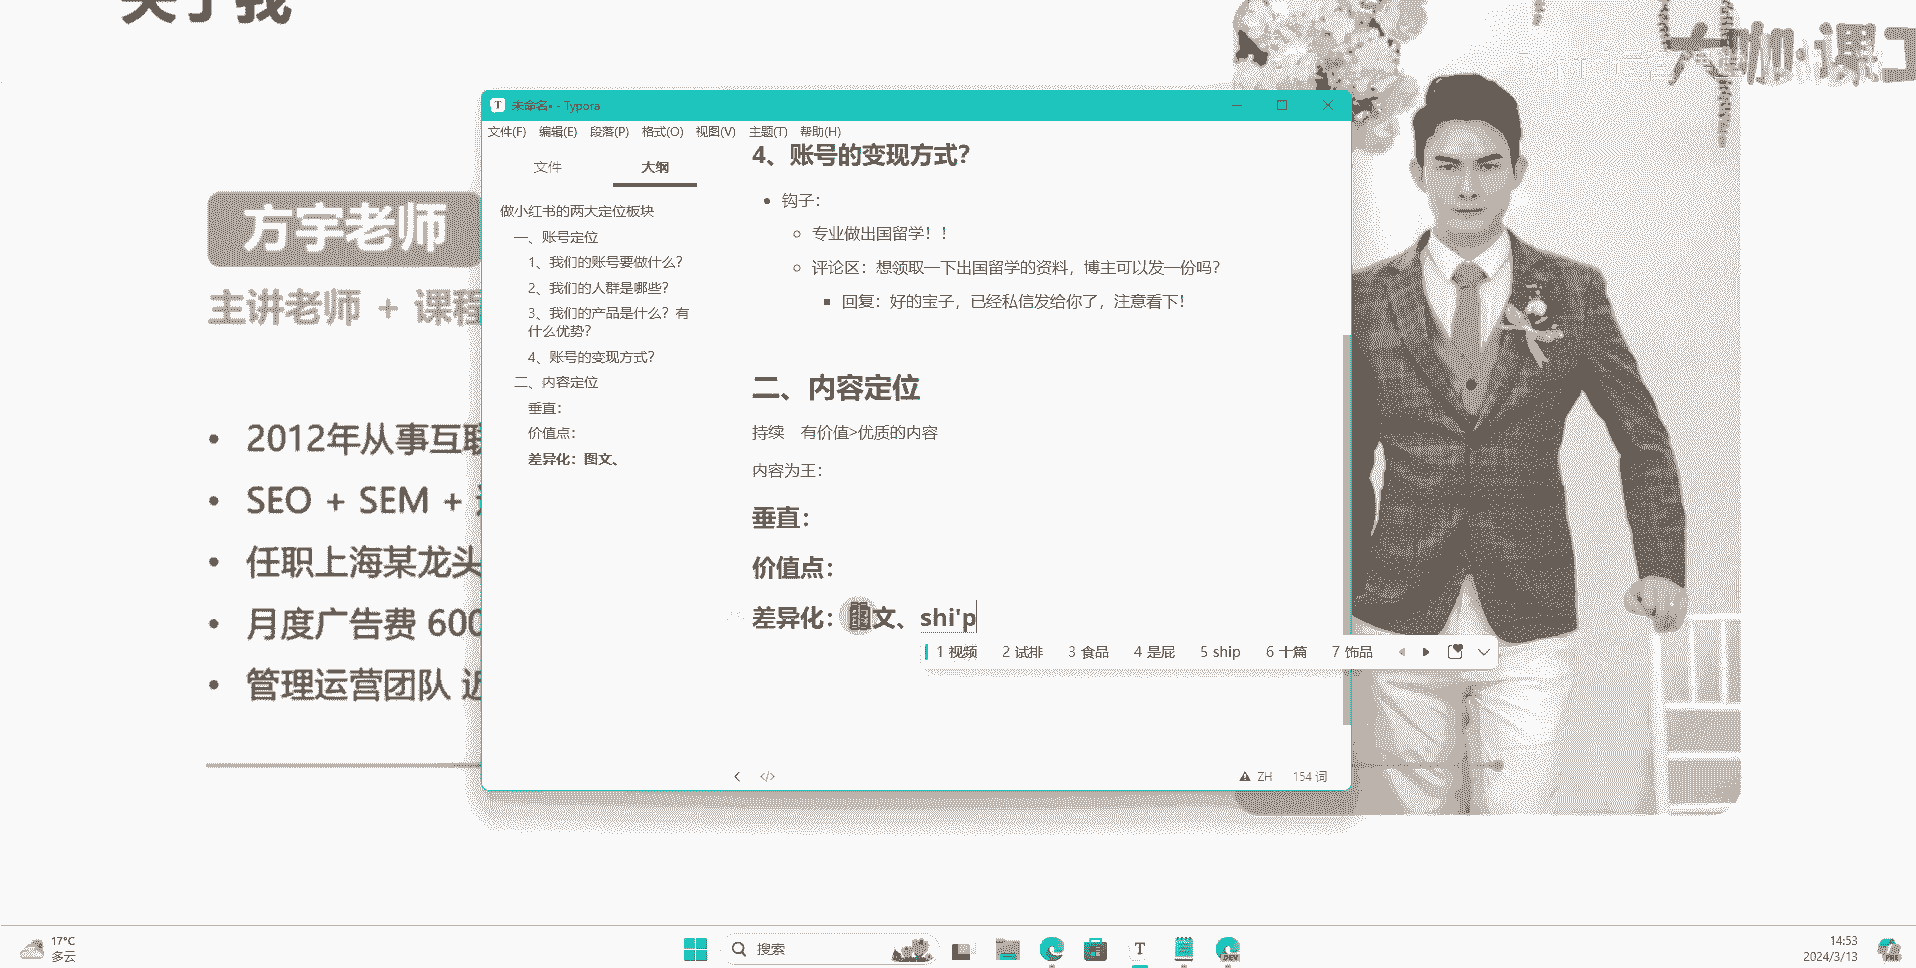 关于我
大咖·课
方宇老师
主讲老师 + 课程
2012年从事互联
SEO + SEM +
任职上海某龙头
月度广告费 600
管理运营团队 近
未命名• - Typora
文件(F) 编辑(E) 段落(P) 格式(O) 视图(V) 主题(T) 帮助(H)
文件 大纲
做小红书的两大定位板块
一、账号定位
1、我们的账号要做什么？
2、我们的人群是哪些？
3、我们的产品是什么？有
什么优势？
4、账号的变现方式？
二、内容定位
垂直：
价值点：
差异化：图文、
4、账号的变现方式？
钩子：
专业做出国留学！！
评论区：想领取一下出国留学的资料，博主可以发一份吗？
回复：好的宝子，已经私信发给你了，注意看下！
二、内容定位
持续 有价值>优质的内容
内容为王：
垂直：
价值点：
差异化：图文、shi'p
1 视频 2 试排 3 食品 4 是屁 5 ship 6 十篇 7 饰品
ZH 154 词
17°C
多云
搜索
14:53
2024/3/13